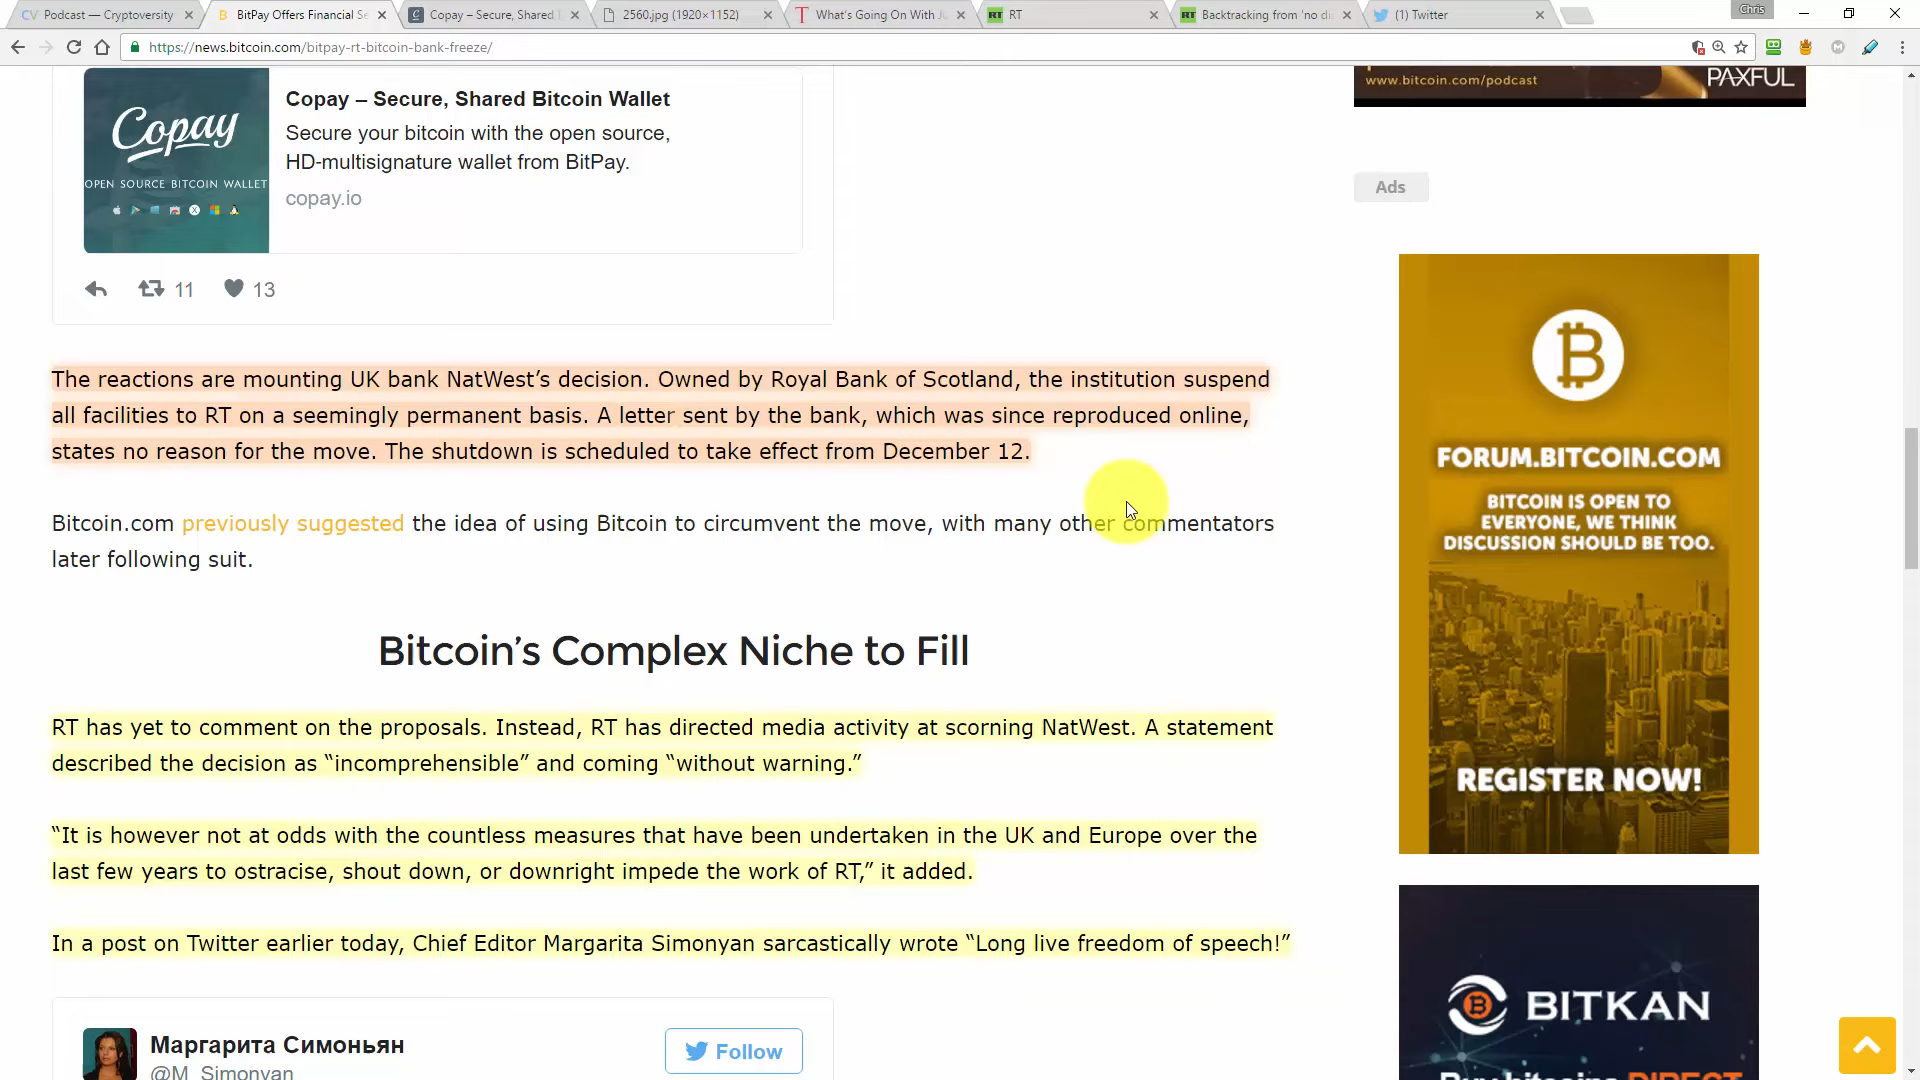 Podcast — Cryptoversity
BitPay Offers Financial Se
Copay – Secure, Shared
2560.jpg (1920×1152)
What's Going On With Ju
RT
Backtracking from 'no di
(1) Twitter
Chris
https://news.bitcoin.com/bitpay-rt-bitcoin-bank-freeze/
Copay
OPEN SOURCE BITCOIN WALLET
Copay – Secure, Shared Bitcoin Wallet
Secure your bitcoin with the open source,
HD-multisignature wallet from BitPay.
copay.io
11
13
www.bitcoin.com/podcast
PAXFUL
Ads
The reactions are mounting UK bank NatWest’s decision. Owned by Royal Bank of Scotland, the institution suspend
all facilities to RT on a seemingly permanent basis. A letter sent by the bank, which was since reproduced online,
states no reason for the move. The shutdown is scheduled to take effect from December 12.
Bitcoin.com previously suggested the idea of using Bitcoin to circumvent the move, with many other commentators
later following suit.
Bitcoin’s Complex Niche to Fill
RT has yet to comment on the proposals. Instead, RT has directed media activity at scorning NatWest. A statement
described the decision as “incomprehensible” and coming “without warning.”
“It is however not at odds with the countless measures that have been undertaken in the UK and Europe over the
last few years to ostracise, shout down, or downright impede the work of RT,” it added.
In a post on Twitter earlier today, Chief Editor Margarita Simonyan sarcastically wrote “Long live freedom of speech!”
Маргарита Симоньян
@M_Simonyan
Follow
FORUM.BITCOIN.COM
BITCOIN IS OPEN TO
EVERYONE, WE THINK
DISCUSSION SHOULD BE TOO.
REGISTER NOW!
BITKAN
Buy bitcoins DIRECT